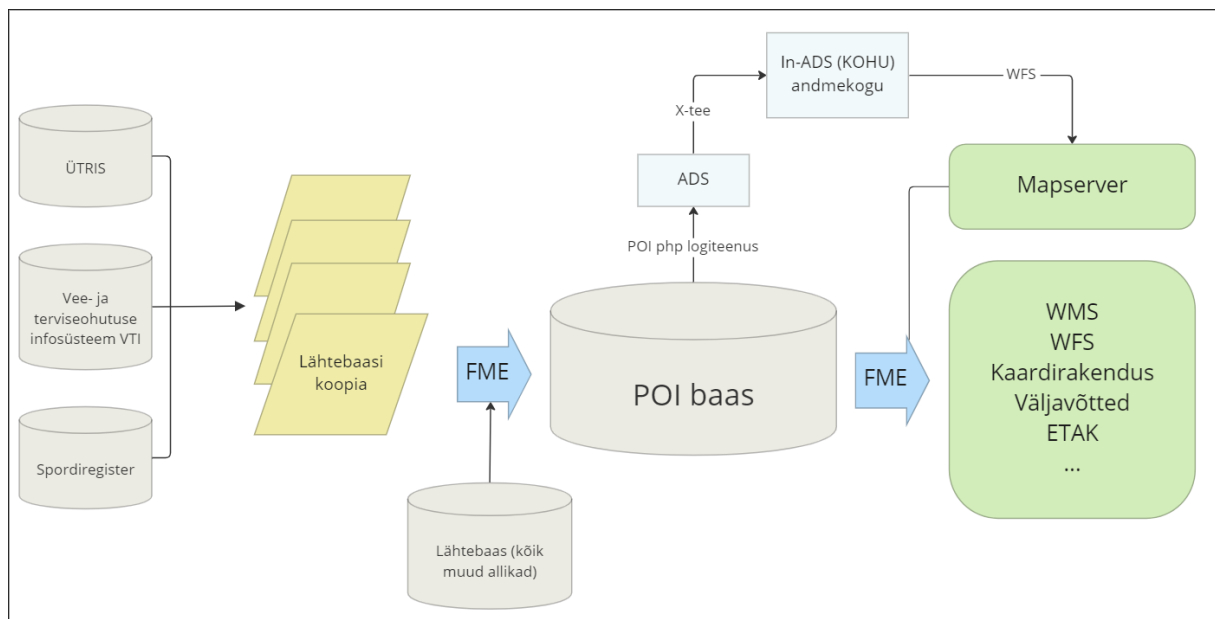 In-ADS (KOHU)
andmekogu
WFS
X-tee
ÜTRIS
ADS
Mapserver
POI php logiteenus
Vee- ja
terviseohutuse
infosüsteem VTI
Lähtebaasi
koopia
FME
POI baas
FME
WMS
WFS
Kaardirakendus
Väljavõtted
ETAK
...
Spordiregister
Lähtebaas (kõik
muud allikad)